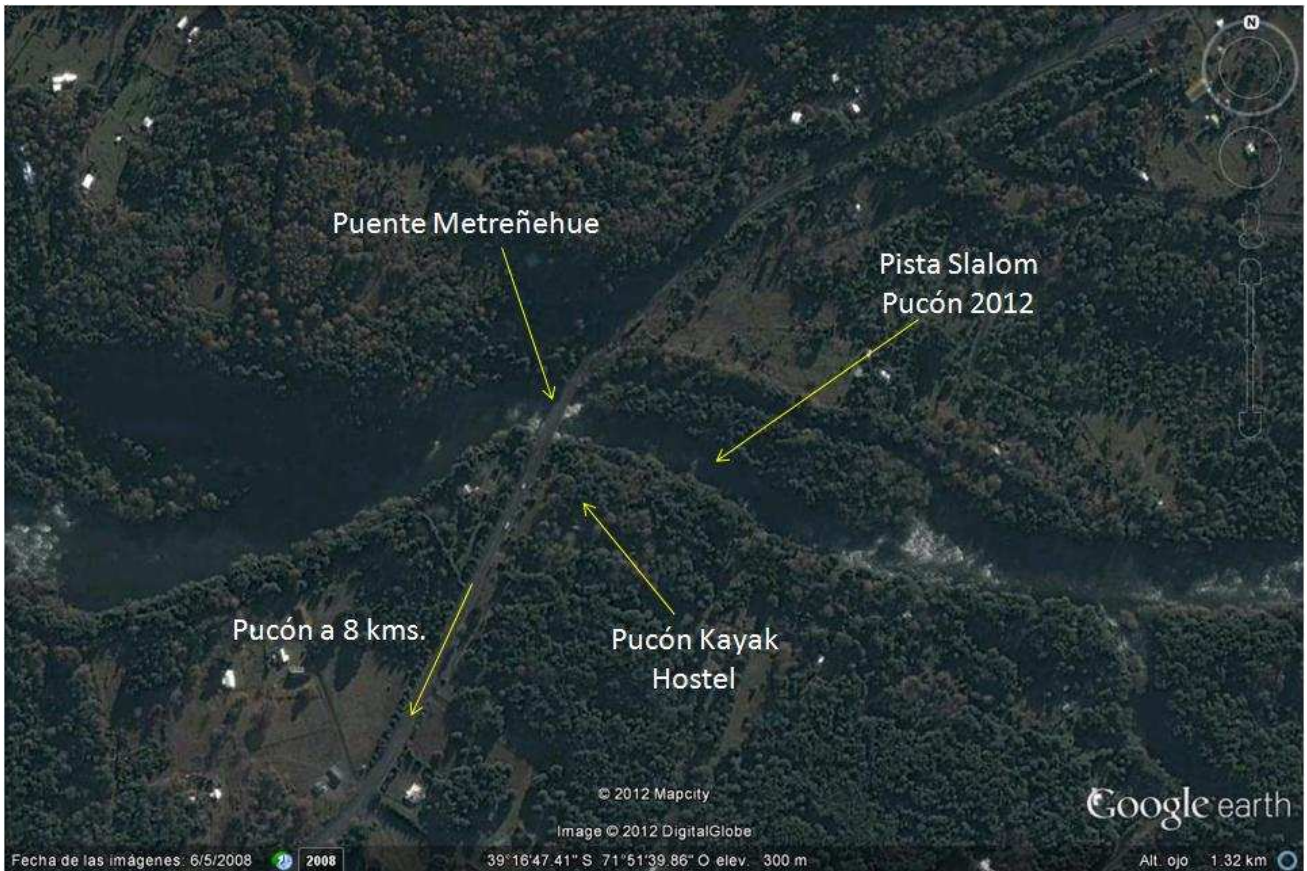 N
Puente Metreñehue
Pista Slalom
Pucón 2012
Pucón a 8 kms.
Pucón Kayak
Hostel
© 2012 Mapcity
Image © 2012 DigitalGlobe
Google earth
Fecha de las imágenes: 6/5/2008 2008 39°16'47.41" S 71°51'39.86" O elev. 300 m Alt. ojo 1.32 km